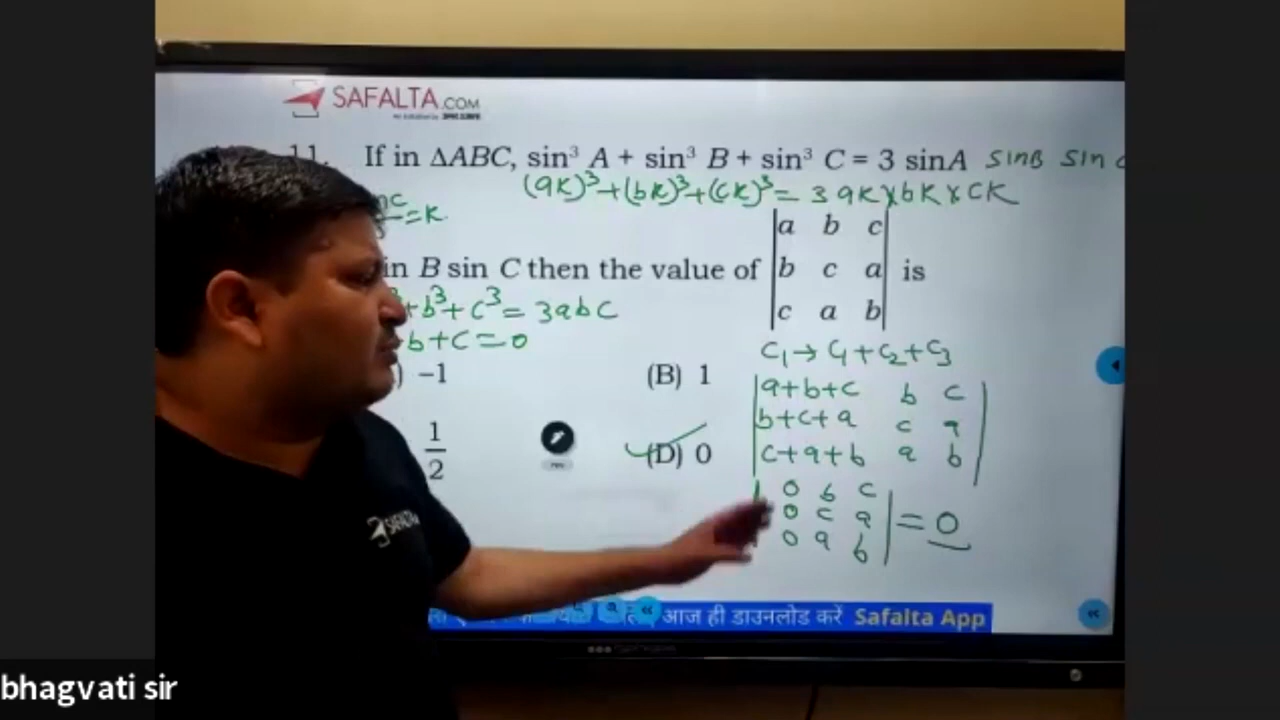 SAFALTA.COM
11. If in ΔABC, sin³ A + sin³ B + sin³ C = 3 sinA sinB sin C
(ak)³+(bk)³+(ck)³ = 3 ak×bk×ck
=K
in B sin C then the value of | a b c |
| b c a | is
| c a b |
+b³+c³=3abc
b+c=0
C₁→C₁+C₂+C₃
−1
(B) 1
|a+b+c b c|
|b+c+a c a|
|c+a+b a b|
1/2
(D) 0
|0 b c|
|0 c a| = 0
|0 a b|
SAFALTA
आज ही डाउनलोड करें Safalta App
bhagvati sir